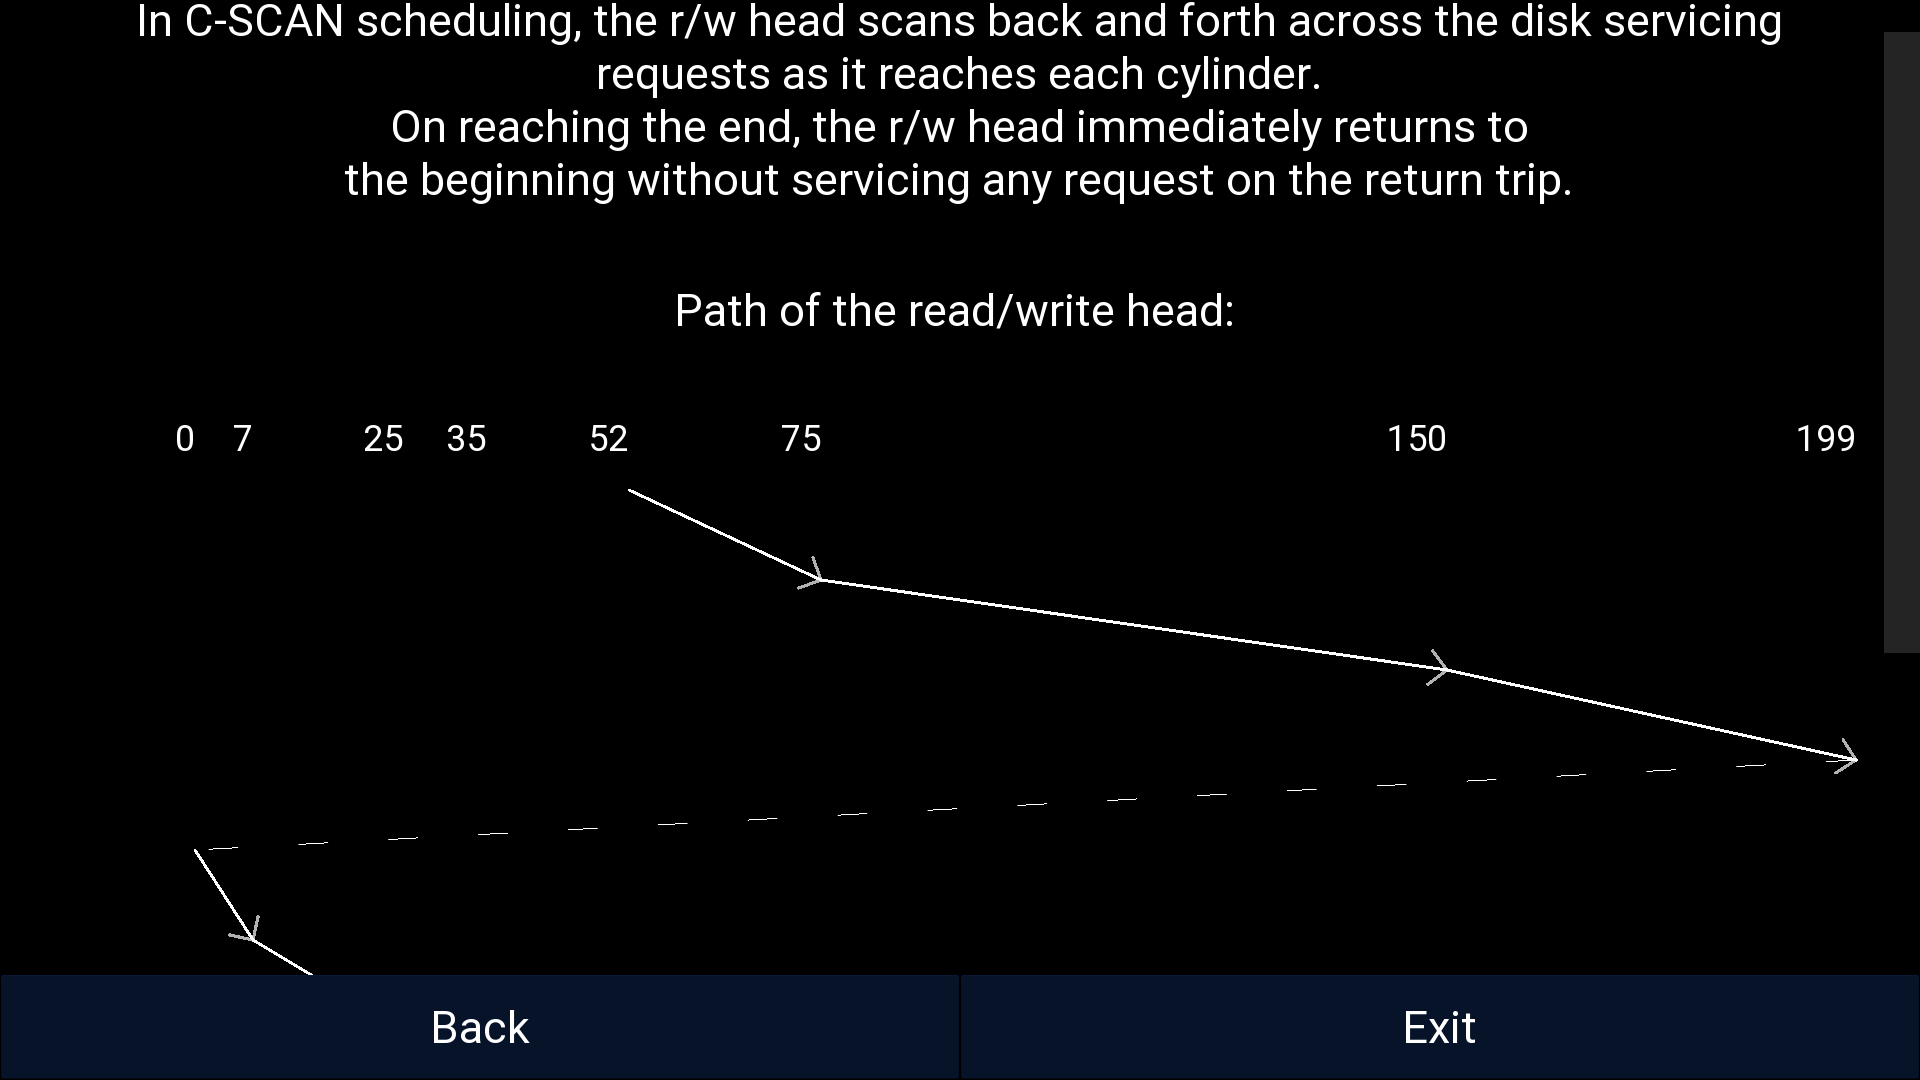 In C-SCAN scheduling, the r/w head scans back and forth across the disk servicing
requests as it reaches each cylinder.
On reaching the end, the r/w head immediately returns to
the beginning without servicing any request on the return trip.
Path of the read/write head:
0 7 25 35 52 75 150 199
Back Exit